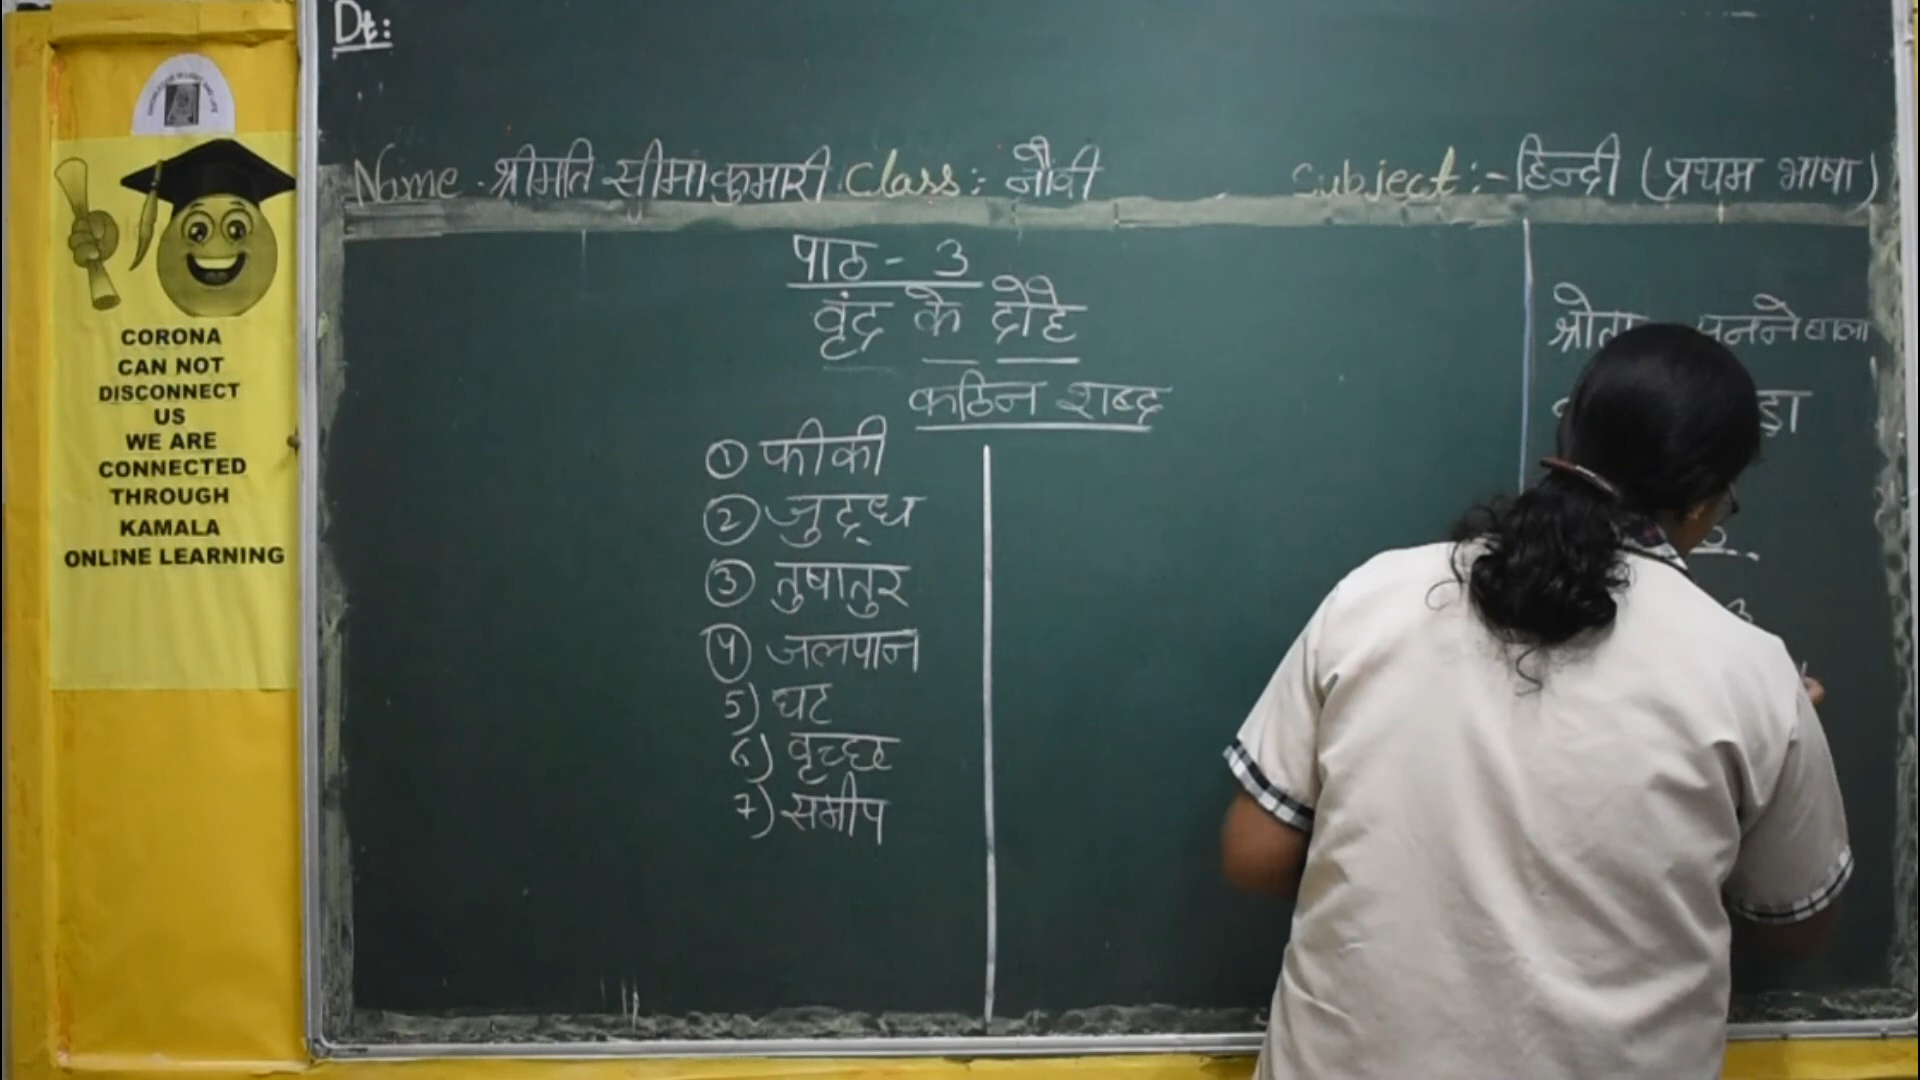 Dt:
Name - श्रीमति सीमा कुमारी Class:- नौवी Subject:- हिन्दी (प्रथम भाषा)
पाठ - 3
वृंद्र के दोहे
कठिन शब्द
① फीकी
② जुद्ध
③ तुषातुर
④ जलपान
5) घट
6) वृच्छ
7) समीप
CORONA
CAN NOT
DISCONNECT
US
WE ARE
CONNECTED
THROUGH
KAMALA
ONLINE LEARNING